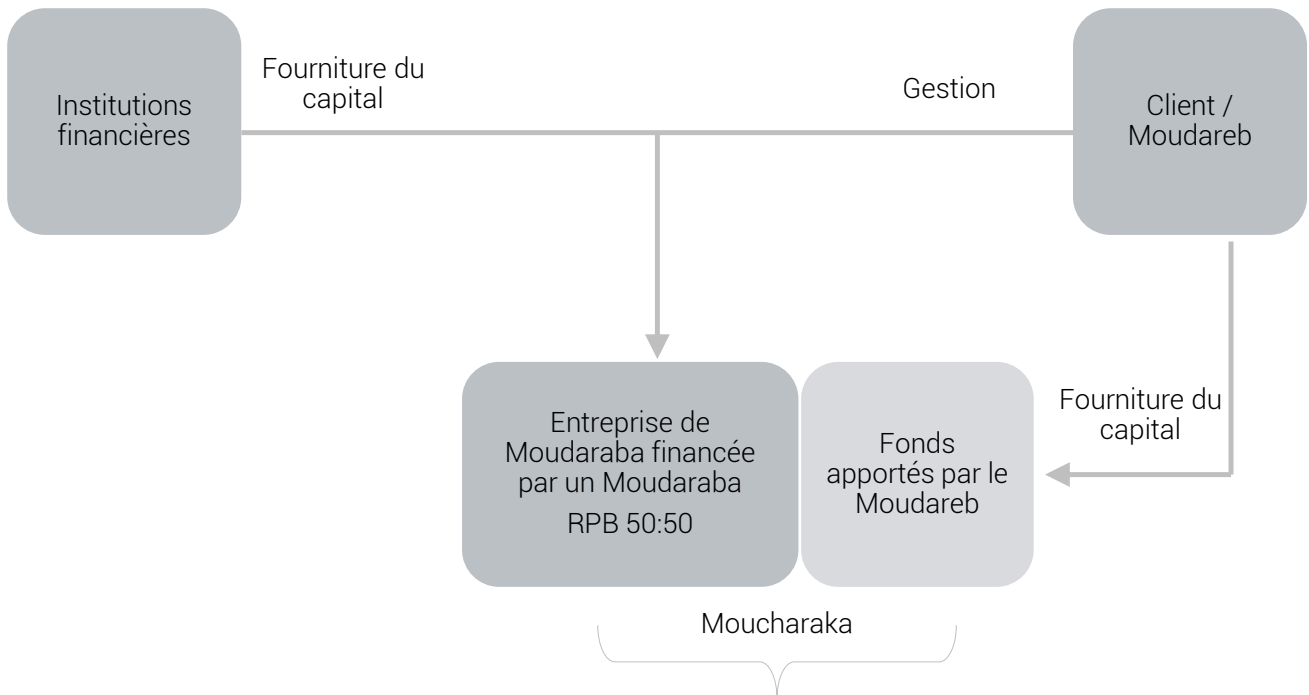 Institutions
financières
Fourniture du
capital
Gestion
Client /
Moudareb
Entreprise de
Moudaraba financée
par un Moudaraba
RPB 50:50
Fonds
apportés par le
Moudareb
Fourniture du
capital
Moucharaka